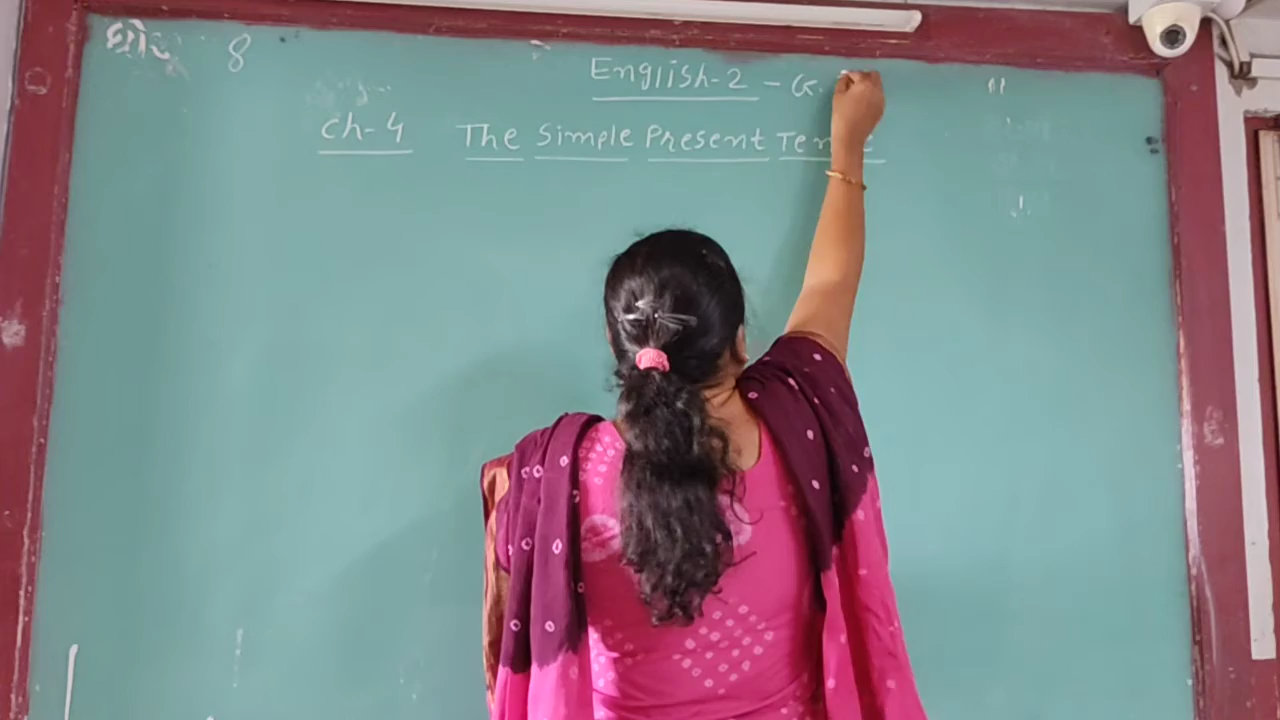 ધોરણ 8
English-2 - G.
Ch-4 The Simple Present Tense